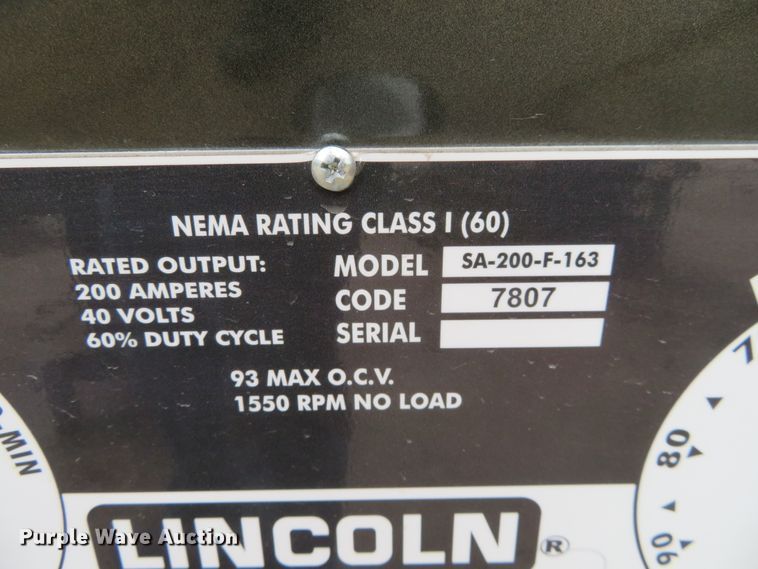 NEMA RATING CLASS I (60)
RATED OUTPUT:
200 AMPERES
40 VOLTS
60% DUTY CYCLE
MODEL SA-200-F-163
CODE 7807
SERIAL
93 MAX O.C.V.
1550 RPM NO LOAD
80
90
MIN
LINCOLN ®
Purple Wave Auction